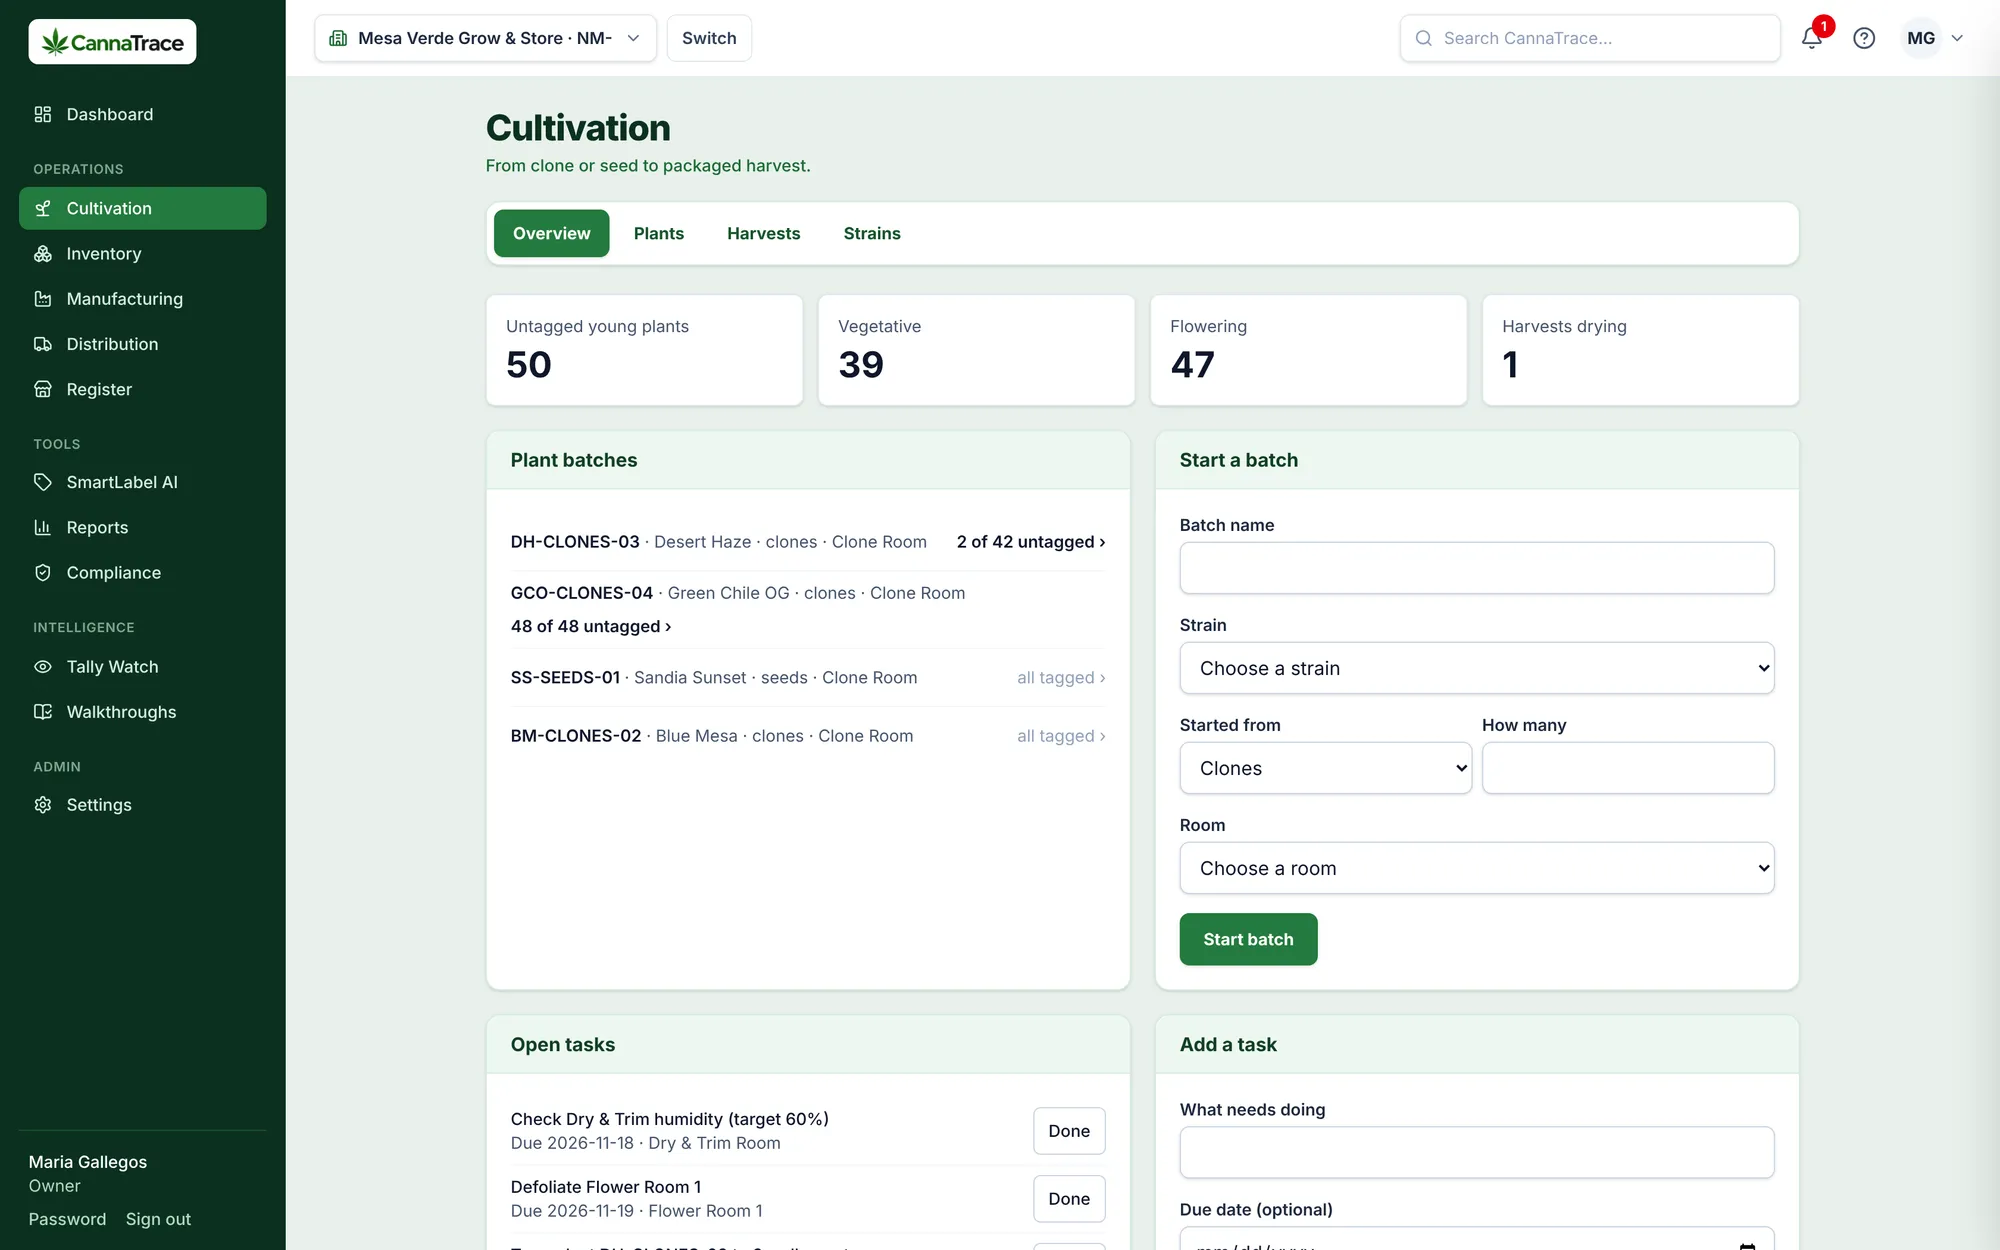 CannaTrace
Dashboard
OPERATIONS
Cultivation
Inventory
Manufacturing
Distribution
Register
TOOLS
SmartLabel AI
Reports
Compliance
INTELLIGENCE
Tally Watch
Walkthroughs
ADMIN
Settings
Maria Gallegos
Owner
Password Sign out
Mesa Verde Grow & Store · NM-
Switch
Search CannaTrace...
1
MG
Cultivation
From clone or seed to packaged harvest.
Overview Plants Harvests Strains
Untagged young plants
50
Vegetative
39
Flowering
47
Harvests drying
1
Plant batches
DH-CLONES-03 · Desert Haze · clones · Clone Room 2 of 42 untagged ›
GCO-CLONES-04 · Green Chile OG · clones · Clone Room
48 of 48 untagged ›
SS-SEEDS-01 · Sandia Sunset · seeds · Clone Room all tagged ›
BM-CLONES-02 · Blue Mesa · clones · Clone Room all tagged ›
Start a batch
Batch name
Strain
Choose a strain
Started from
Clones
How many
Room
Choose a room
Start batch
Open tasks
Check Dry & Trim humidity (target 60%)
Due 2026-11-18 · Dry & Trim Room
Done
Defoliate Flower Room 1
Due 2026-11-19 · Flower Room 1
Done
Add a task
What needs doing
Due date (optional)
mm/dd/yyyy